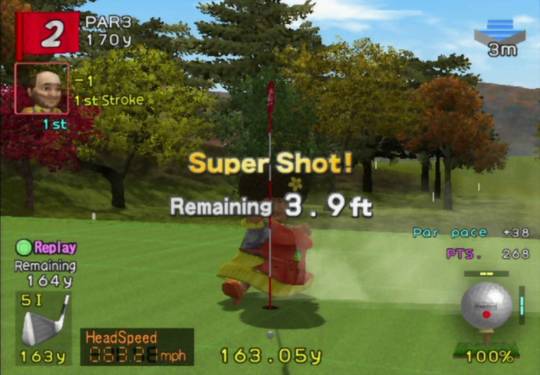 2 PAR3
170y
3m
-1
1st Stroke
1st
Super Shot!
Remaining 3.9ft
Par pace +38
PTS. 268
Replay
Remaining
164y
5I
163y
HeadSpeed
mph
163.05y
100%